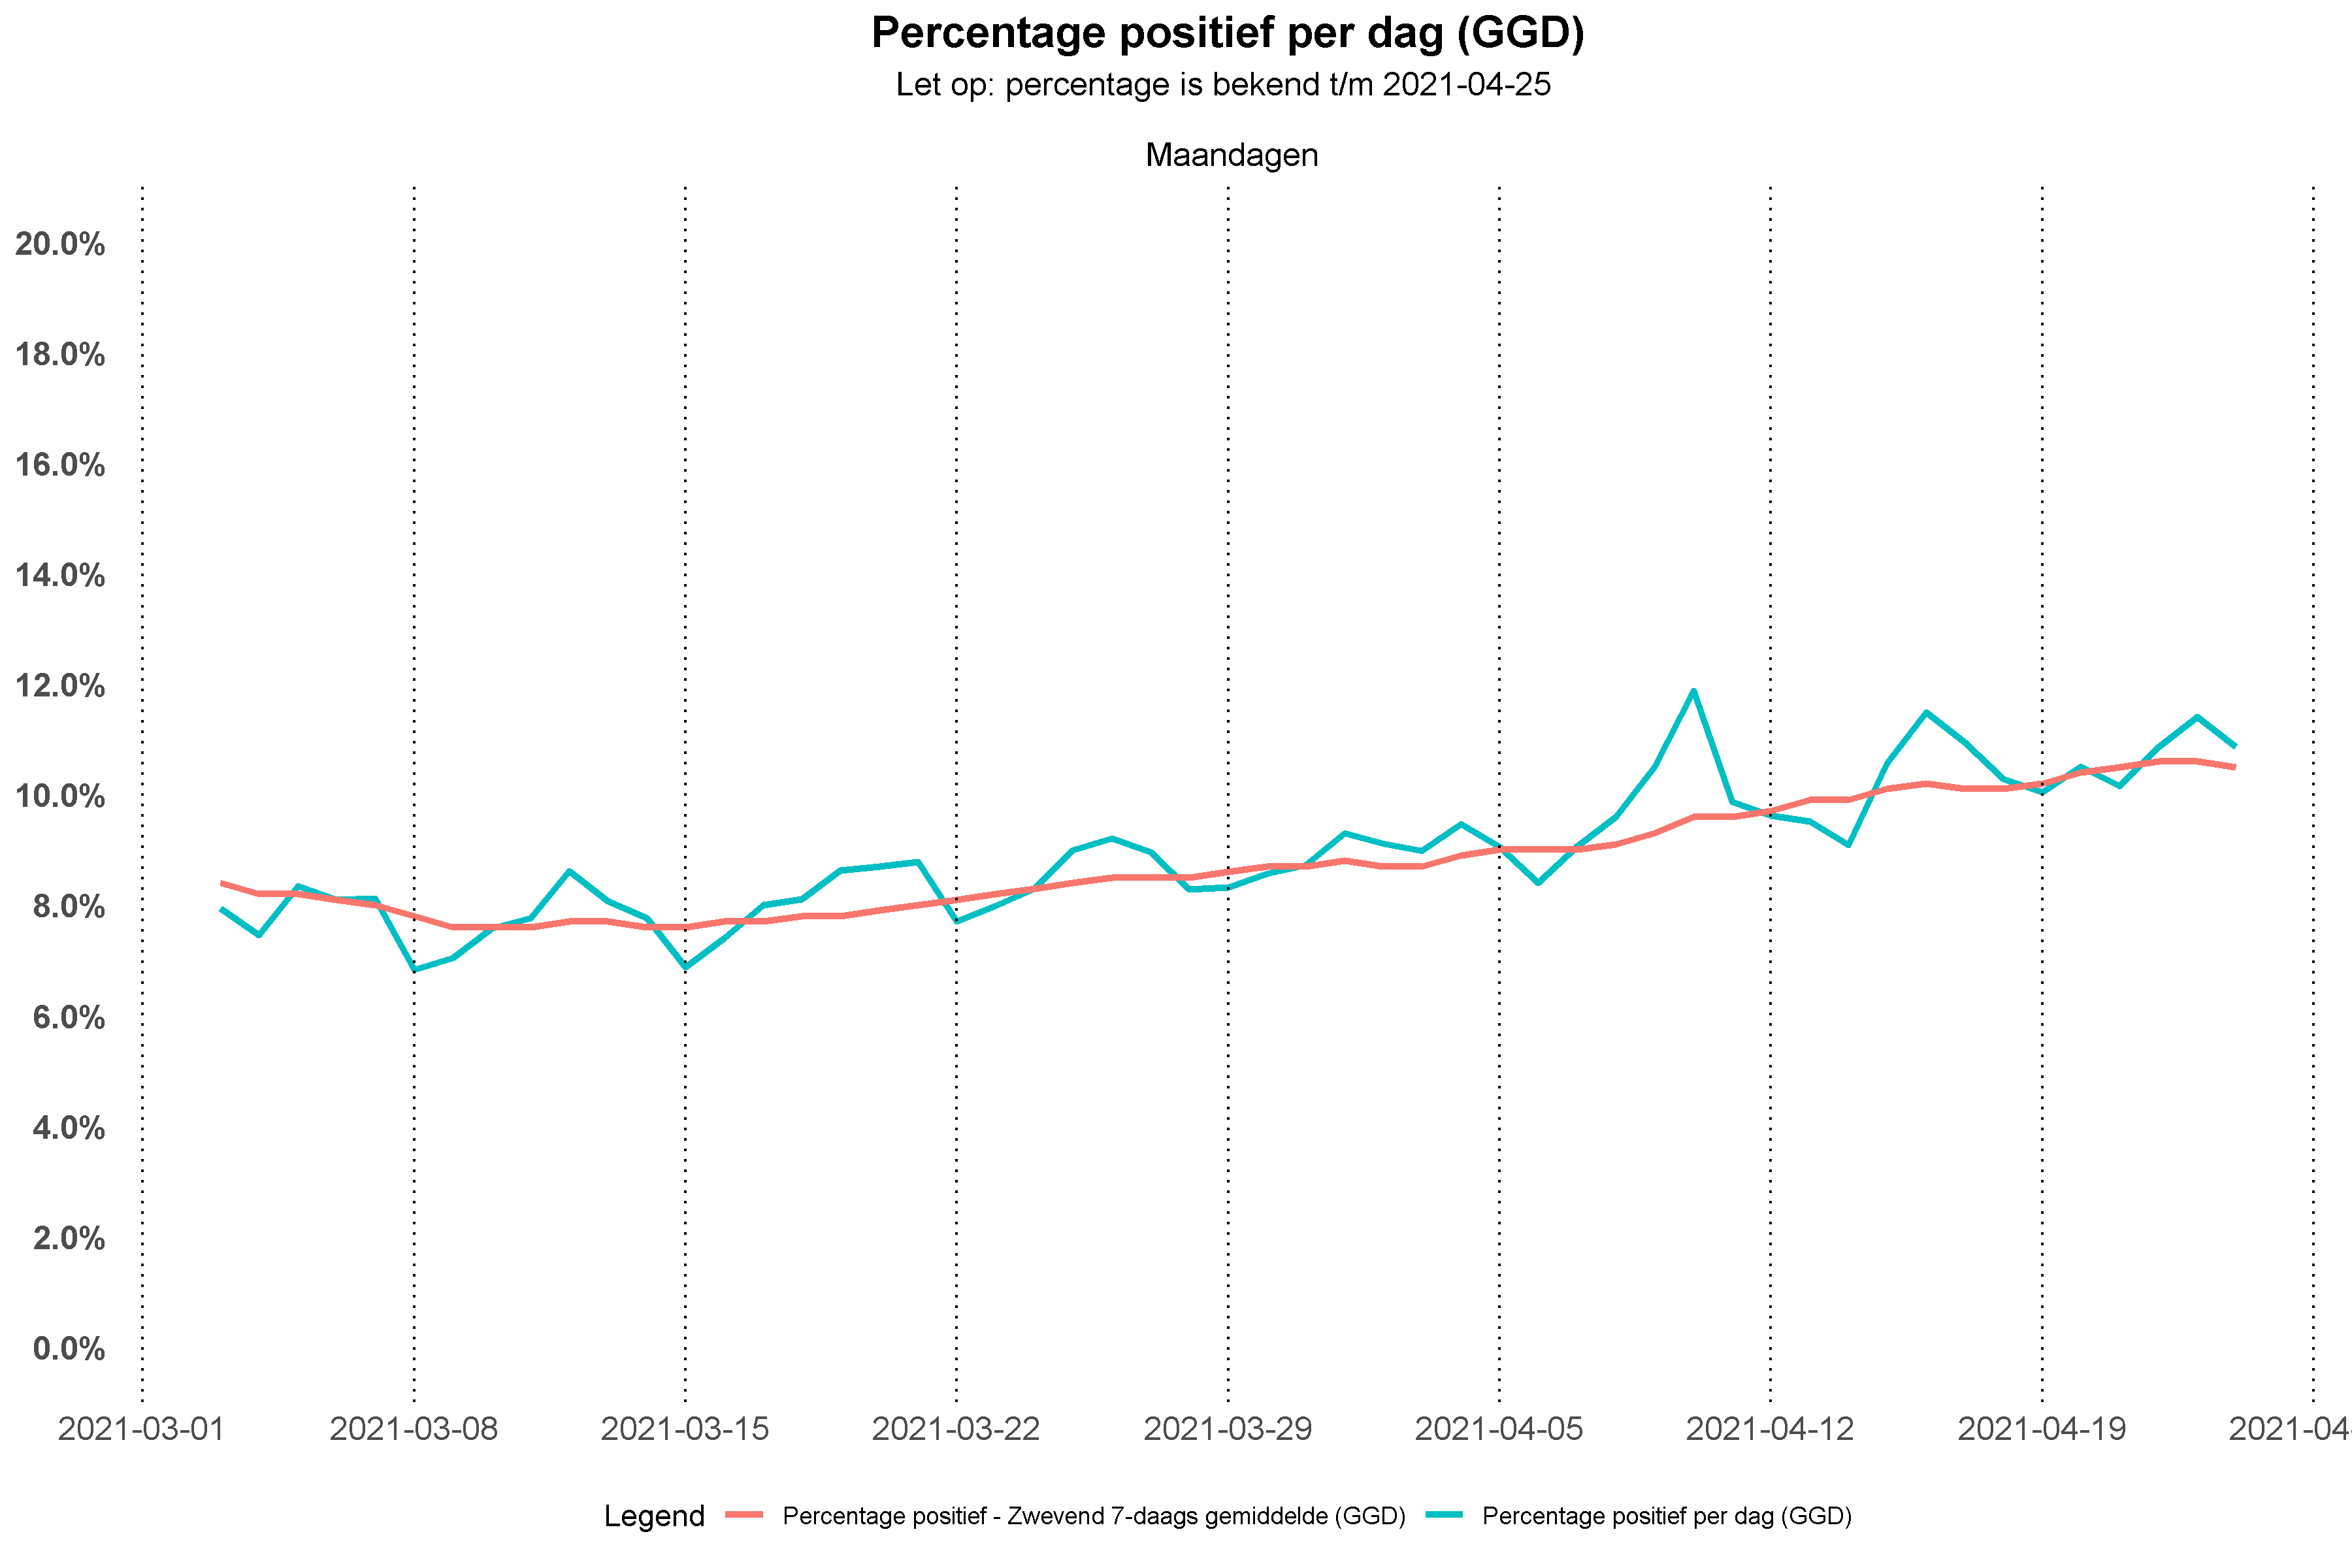 Percentage positief per dag (GGD)
Let op: percentage is bekend t/m 2021-04-25
Maandagen
20.0%
18.0%
16.0%
14.0%
12.0%
10.0%
8.0%
6.0%
4.0%
2.0%
0.0%
2021-03-01 2021-03-08 2021-03-15 2021-03-22 2021-03-29 2021-04-05 2021-04-12 2021-04-19 2021-04-
Legend Percentage positief - Zwevend 7-daags gemiddelde (GGD) Percentage positief per dag (GGD)